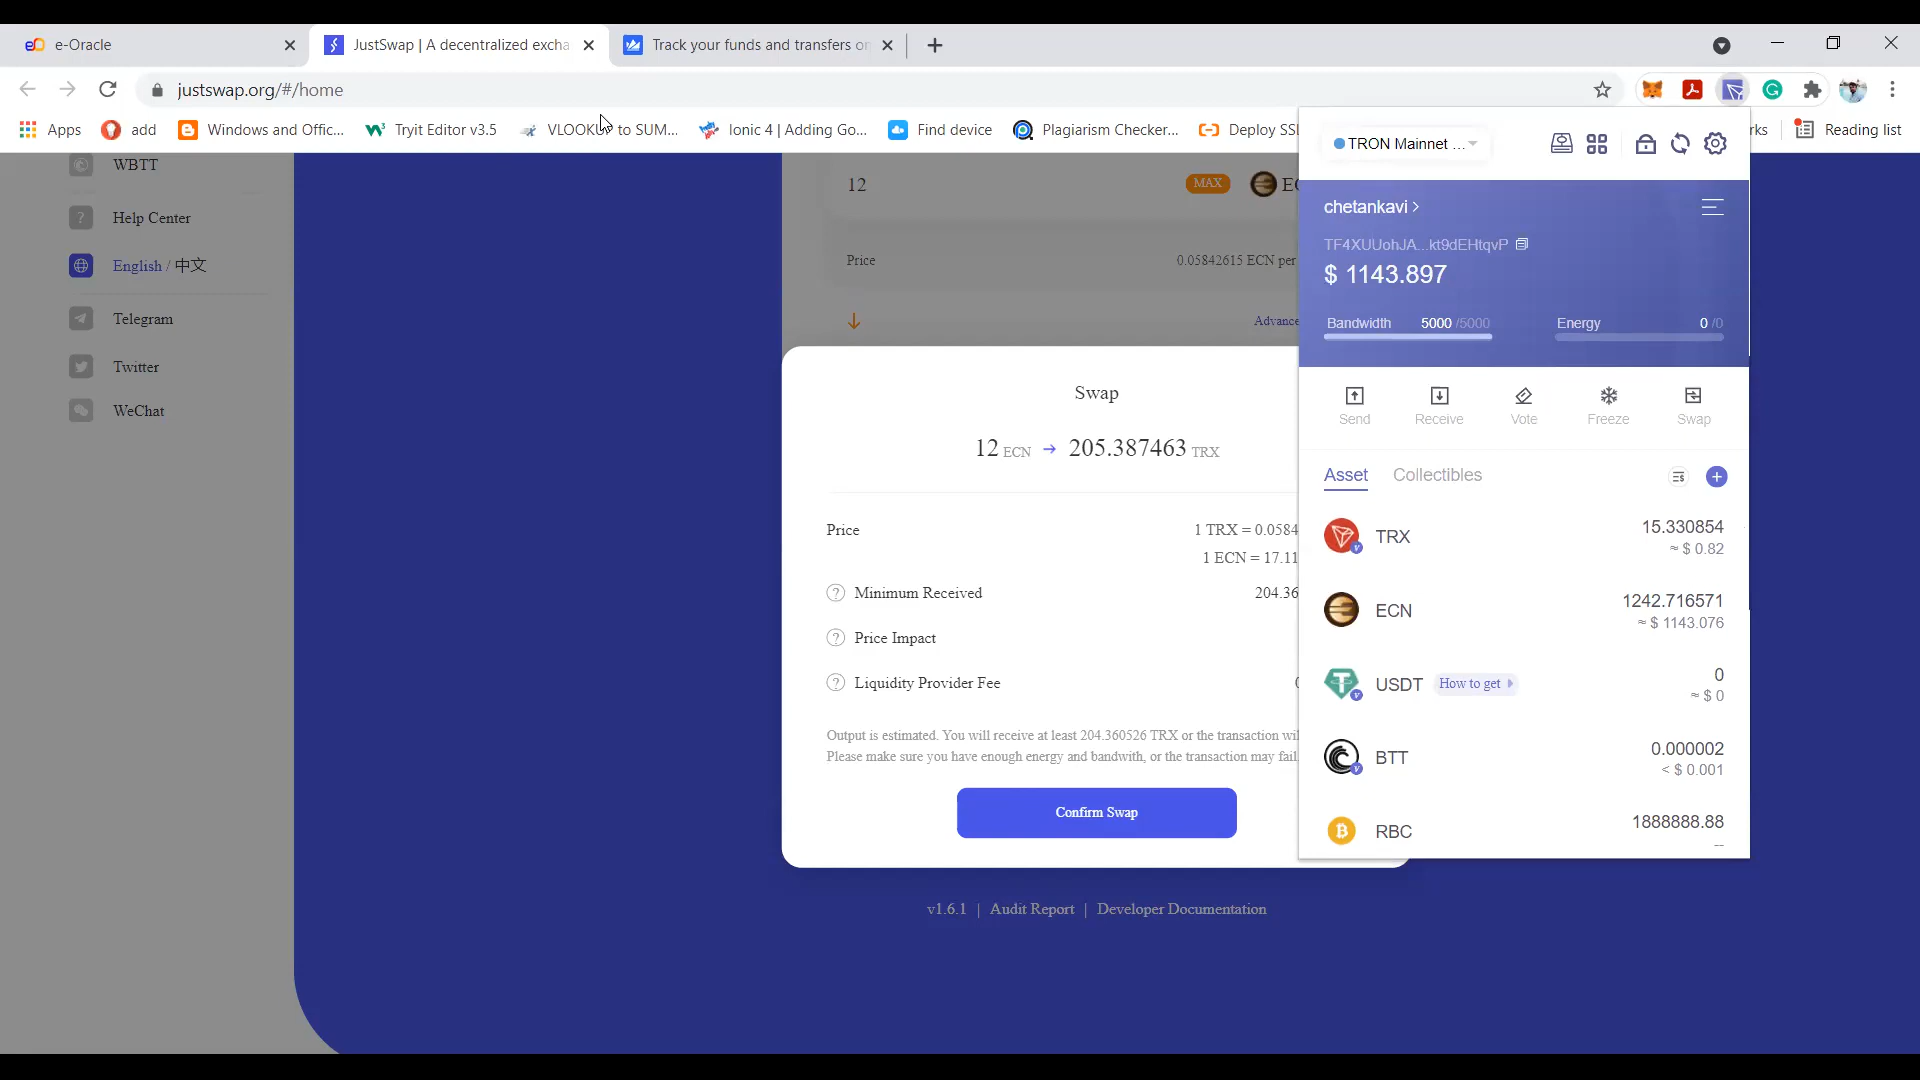 e-Oracle
JustSwap | A decentralized excha
Track your funds and transfers on
justswap.org/#/home
Apps
add
Windows and Offic...
Tryit Editor v3.5
VLOOKUP to SUM...
Ionic 4 | Adding Go...
Find device
Plagiarism Checker...
Deploy SSL
rks
Reading list
WBTT
Help Center
English / 中文
Telegram
Twitter
WeChat
12
MAX
EC
Price
0.05842615 ECN per
Advance
Swap
12 ECN → 205.387463 TRX
Price
1 TRX = 0.0584
1 ECN = 17.11
? Minimum Received
204.36
? Price Impact
? Liquidity Provider Fee
Output is estimated. You will receive at least 204.360526 TRX or the transaction wil
Please make sure you have enough energy and bandwith, or the transaction may fail.
Confirm Swap
v1.6.1 | Audit Report | Developer Documentation
TRON Mainnet ...
chetankavi >
TF4XUUohJA...kt9dEHtqvP
$ 1143.897
Bandwidth 5000 /5000
Energy 0 /0
Send
Receive
Vote
Freeze
Swap
Asset
Collectibles
TRX
15.330854
≈ $ 0.82
ECN
1242.716571
≈ $ 1143.076
USDT
How to get
0
≈ $ 0
BTT
0.000002
< $ 0.001
RBC
1888888.88
--